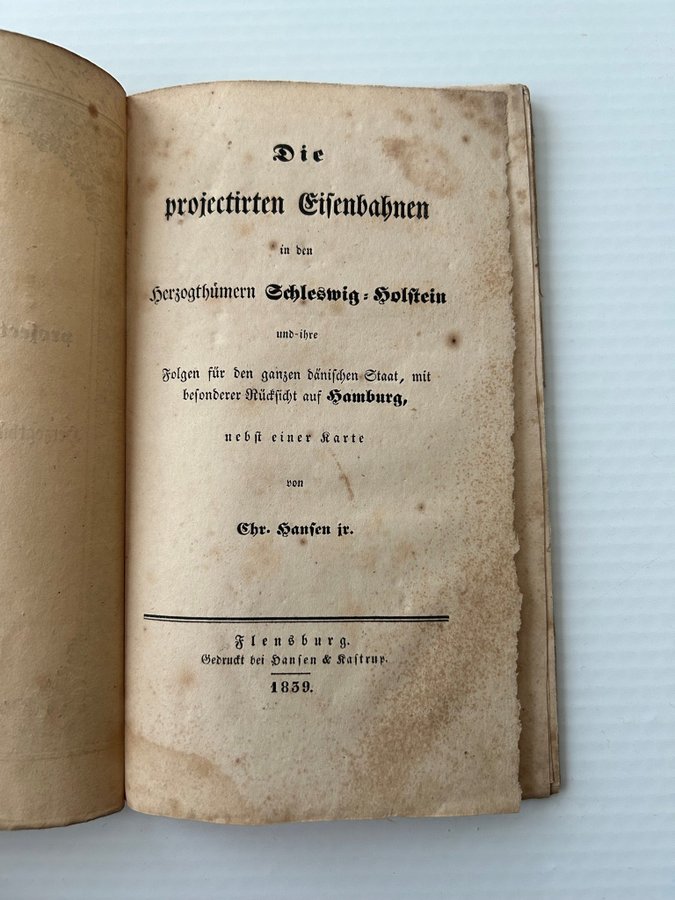 Die
projectirten Eisenbahnen
in den
Herzogthümern Schleswig-Holstein
und ihre
Folgen für den ganzen dänischen Staat, mit
besonderer Rücksicht auf Hamburg,
nebst einer Karte
von
Chr. Hansen jr.
Flensburg.
Gedruckt bei Hansen & Kastrup.
1839.